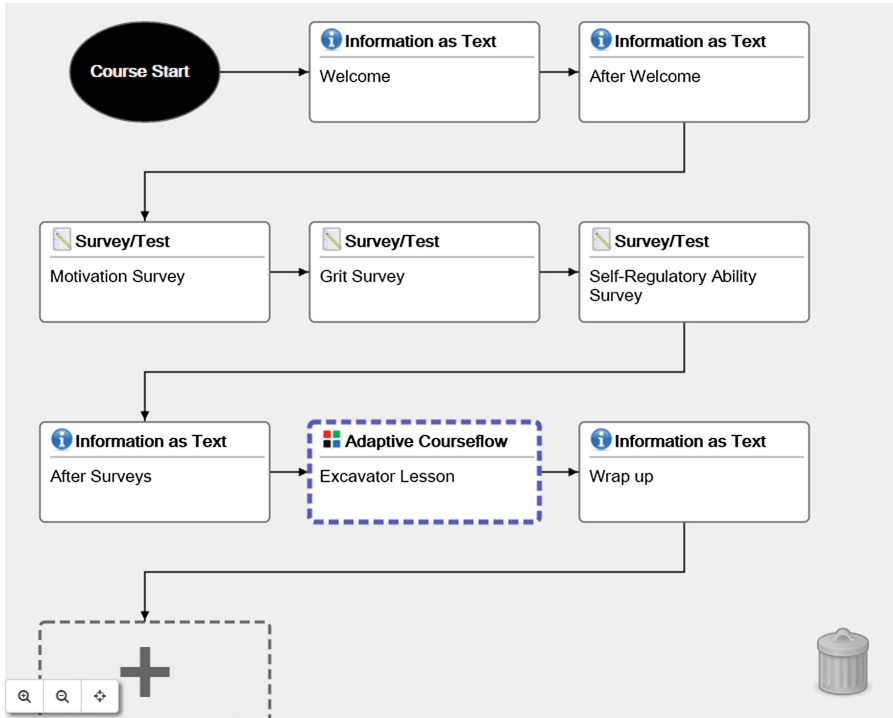 Course Start
Information as Text
Welcome
Information as Text
After Welcome
Survey/Test
Motivation Survey
Survey/Test
Grit Survey
Survey/Test
Self-Regulatory Ability
Survey
Information as Text
After Surveys
Adaptive Courseflow
Excavator Lesson
Information as Text
Wrap up